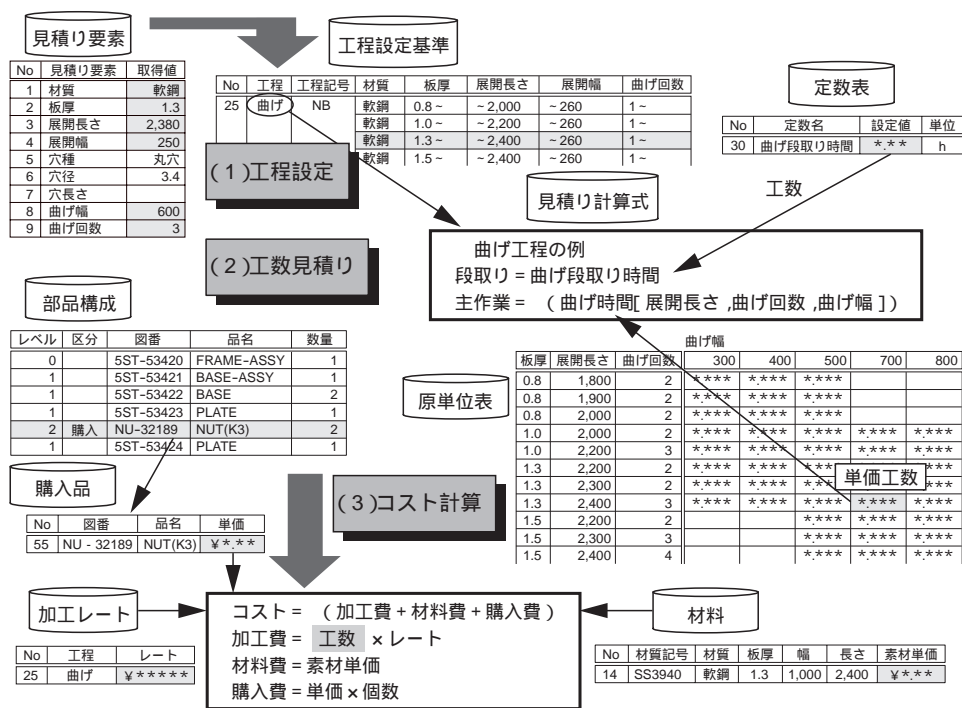 見積り要素
No 見積り要素 取得値
1 材質 軟鋼
2 板厚 1.3
3 展開長さ 2,380
4 展開幅 250
5 穴種 丸穴
6 穴径 3.4
7 穴長さ
8 曲げ幅 600
9 曲げ回数 3
工程設定基準
No 工程 工程記号 材質 板厚 展開長さ 展開幅 曲げ回数
25 曲げ NB 軟鋼 0.8 ~ ~ 2,000 ~ 260 1 ~
軟鋼 1.0 ~ ~ 2,200 ~ 260 1 ~
軟鋼 1.3 ~ ~ 2,400 ~ 260 1 ~
軟鋼 1.5 ~ ~ 2,400 ~ 260 1 ~
定数表
No 定数名 設定値 単位
30 曲げ段取り時間 *.** h
(1)工程設定
見積り計算式
工数
(2)工数見積り
曲げ工程の例
段取り = 曲げ段取り時間
主作業 = (曲げ時間[ 展開長さ ,曲げ回数 ,曲げ幅 ])
部品構成
レベル 区分 図番 品名 数量
0 5ST-53420 FRAME-ASSY 1
1 5ST-53421 BASE-ASSY 1
1 5ST-53422 BASE 2
1 5ST-53423 PLATE 1
2 購入 NU-32189 NUT(K3) 2
1 5ST-53424 PLATE 1
原単位表
曲げ幅
板厚 展開長さ 曲げ回数 300 400 500 700 800
0.8 1,800 2 *.*** *.*** *.***
0.8 1,900 2 *.*** *.*** *.***
0.8 2,000 2 *.*** *.*** *.***
1.0 2,000 2 *.*** *.*** *.*** *.*** *.***
1.0 2,200 3 *.*** *.*** *.*** *.*** *.***
1.3 2,200 2 *.*** *.*** *.*** *.*** *.***
1.3 2,300 2 *.*** *.*** *.*** *.***
1.3 2,400 3 *.*** *.*** *.*** *.*** *.***
1.5 2,200 2 *.*** *.*** *.***
1.5 2,300 3 *.*** *.*** *.***
1.5 2,400 4 *.*** *.*** *.***
単価工数
購入品
No 図番 品名 単価
55 NU - 32189 NUT(K3) ¥*.**
(3)コスト計算
加工レート
No 工程 レート
25 曲げ ¥*****
コスト = (加工費 + 材料費 + 購入費)
加工費 = 工数 × レート
材料費 = 素材単価
購入費 = 単価 × 個数
材料
No 材質記号 材質 板厚 幅 長さ 素材単価
14 SS3940 軟鋼 1.3 1,000 2,400 ¥*.**